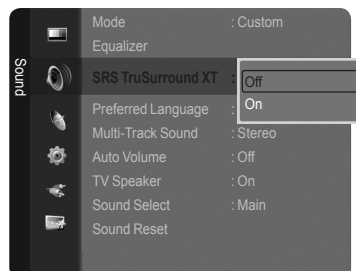 Sound
Mode : Custom
Equalizer
SRS TruSurround XT :
Off
On
Preferred Language :
Multi-Track Sound : Stereo
Auto Volume : Off
TV Speaker : On
Sound Select : Main
Sound Reset